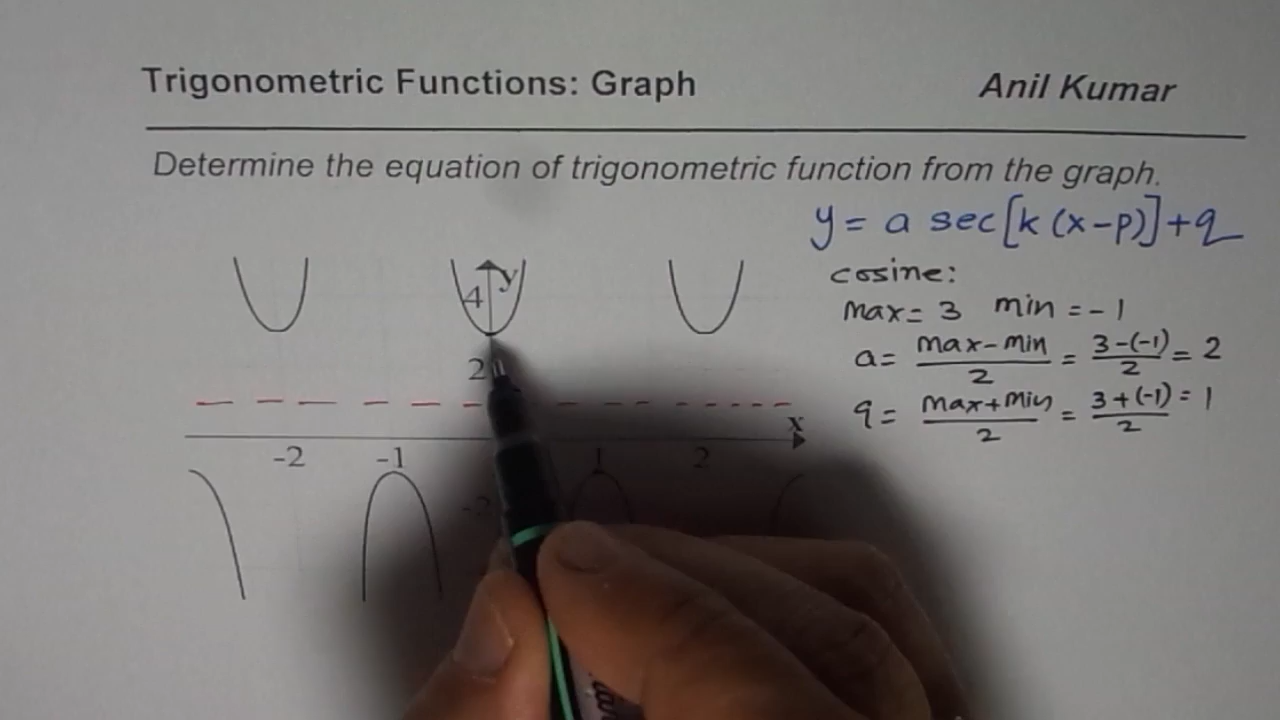 Trigonometric Functions: Graph Anil Kumar
Determine the equation of trigonometric function from the graph.
y = a sec[k(x-p)]+q
cosine:
max = 3 min = -1
a = max-min/2 = 3-(-1)/2 = 2
q = max+min/2 = 3+(-1)/2 = 1
y
4
2
x
-2 -1 1 2
-2